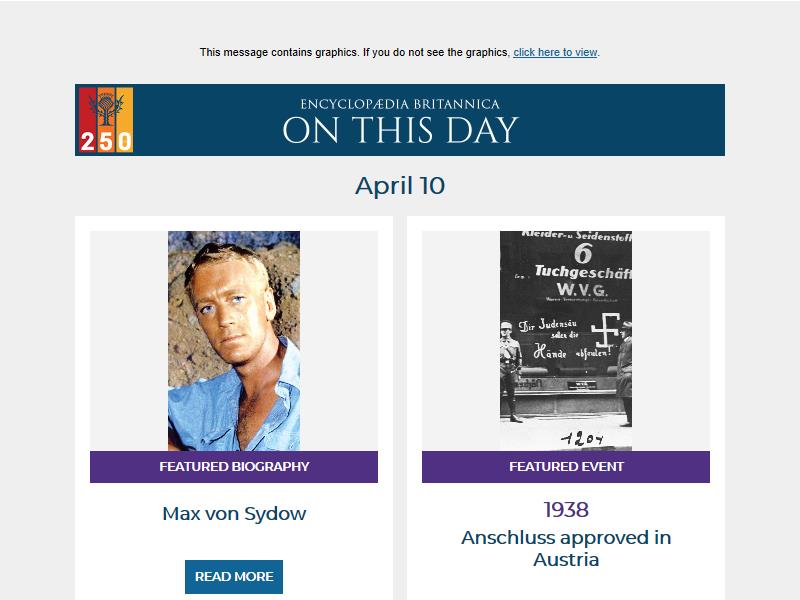 This message contains graphics. If you do not see the graphics, click here to view.
250
ENCYCLOPÆDIA BRITANNICA
ON THIS DAY
April 10
Kleider-u Seidenstoff
6
Tuchgeschäft
W.V.G.
Dir Judensau
sollen die
Hände abfaulen!
1204
FEATURED BIOGRAPHY
FEATURED EVENT
Max von Sydow
READ MORE
1938
Anschluss approved in
Austria